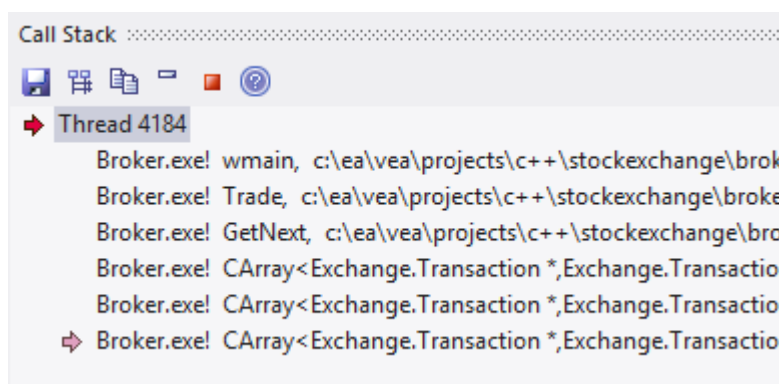 Call Stack
Thread 4184
Broker.exe! wmain, c:\ea\vea\projects\c++\stockexchange\brok
Broker.exe! Trade, c:\ea\vea\projects\c++\stockexchange\broke
Broker.exe! GetNext, c:\ea\vea\projects\c++\stockexchange\bro
Broker.exe! CArray<Exchange.Transaction *,Exchange.Transactio
Broker.exe! CArray<Exchange.Transaction *,Exchange.Transactio
Broker.exe! CArray<Exchange.Transaction *,Exchange.Transactio